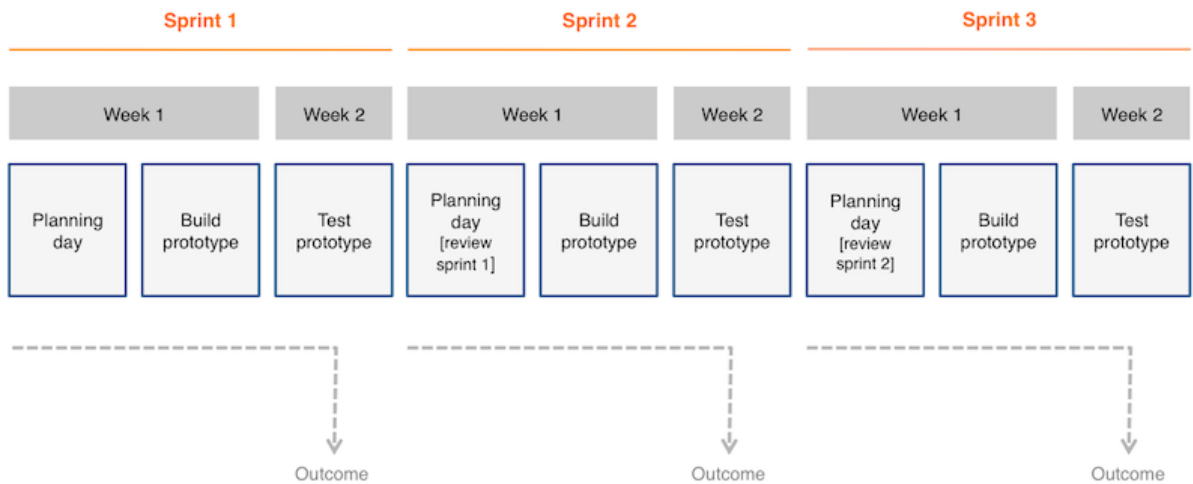 Sprint 1
Sprint 2
Sprint 3
Week 1
Week 2
Week 1
Week 2
Week 1
Week 2
Planning
day
Build
prototype
Test
prototype
Planning
day
[review
sprint 1]
Build
prototype
Test
prototype
Planning
day
[review
sprint 2]
Build
prototype
Test
prototype
Outcome
Outcome
Outcome